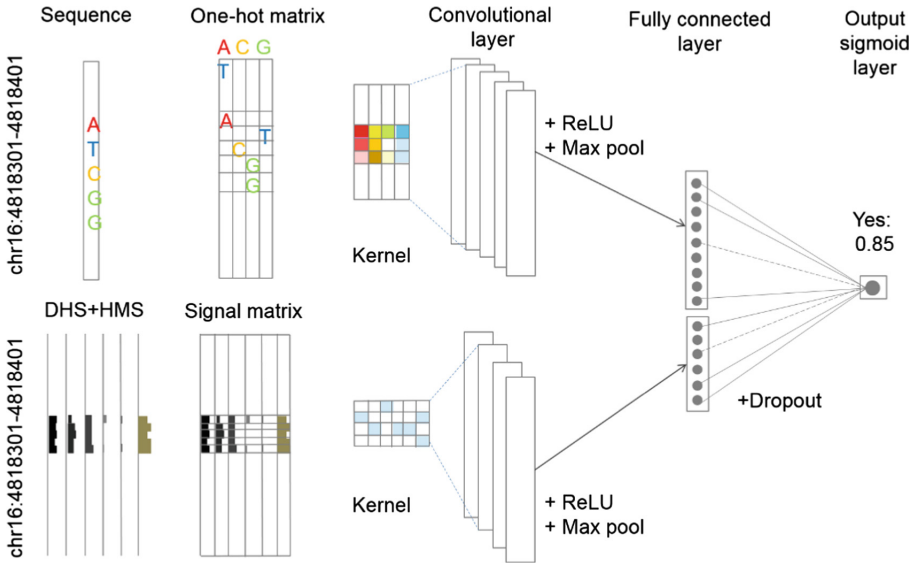 Sequence
One-hot matrix
Convolutional
layer
Fully connected
layer
Output
sigmoid
layer
chr16:4818301-4818401
A
T
C
G
G
A C G
T
A
T
C
G
G
Kernel
+ ReLU
+ Max pool
Yes:
0.85
DHS+HMS
Signal matrix
chr16:4818301-4818401
Kernel
+ ReLU
+ Max pool
+Dropout